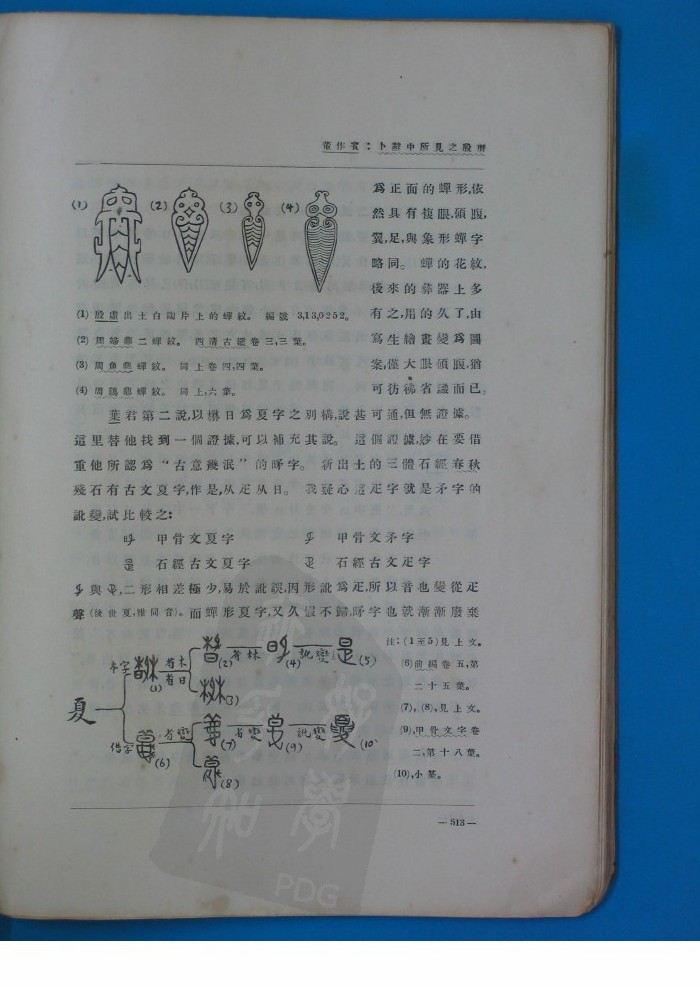 董作賓：卜辭中所見之殷曆
(1)
(2)
(3)
(4)
爲正面的蟬形,依
然具有複眼,碩腹,
翼,足,與象形蟬字
略同。 蟬的花紋,
後來的彝器上多
有之,用的久了,由
寫生繪畫變爲圖
案,僅大眼碩腹,猶
可彷彿省識而已。
(1) 殷虛出土白陶片上的蟬紋。 編號 3,13,0252。
(2) 周 二蟬紋。 西清古鑑卷三,三葉。
(3) 周魚 蟬紋。 同上卷四,四葉。
(4) 周 蟬紋。 同上,六葉。
葉君第二說,以 日爲夏字之別構,說甚可通,但無證據。
這里替他找到一個證據,可以補充其說。 這個證據,妙在要借
重他所認爲“古意幾泯”的 字。 新出土的三體石經春秋
殘石有古文夏字,作是,从疋从日。 我疑心這疋字就是矛字的
訛變,試比較之:
甲骨文夏字 甲骨文矛字
石經古文夏字 石經古文疋字
與 ,二形相差極少,易於訛誤,因形訛爲疋,所以音也變從疋
聲(後世夏,雅同音)。而蟬形夏字,又久假不歸, 字也就漸漸廢棄
注: (1至5)見上文。
(6)前編卷五,第
二十五葉。
(7),(8),見上文。
(9),甲骨文字卷
二,第十八葉。
(10),小篆。
夏
本字
(1)
省木
省日
(2)
省林
(4)
訛變
(5)
(3)
借字
(6)
省變
(7)
省變
(9)
訛變
(10)
(8)
— 513 —
PDG